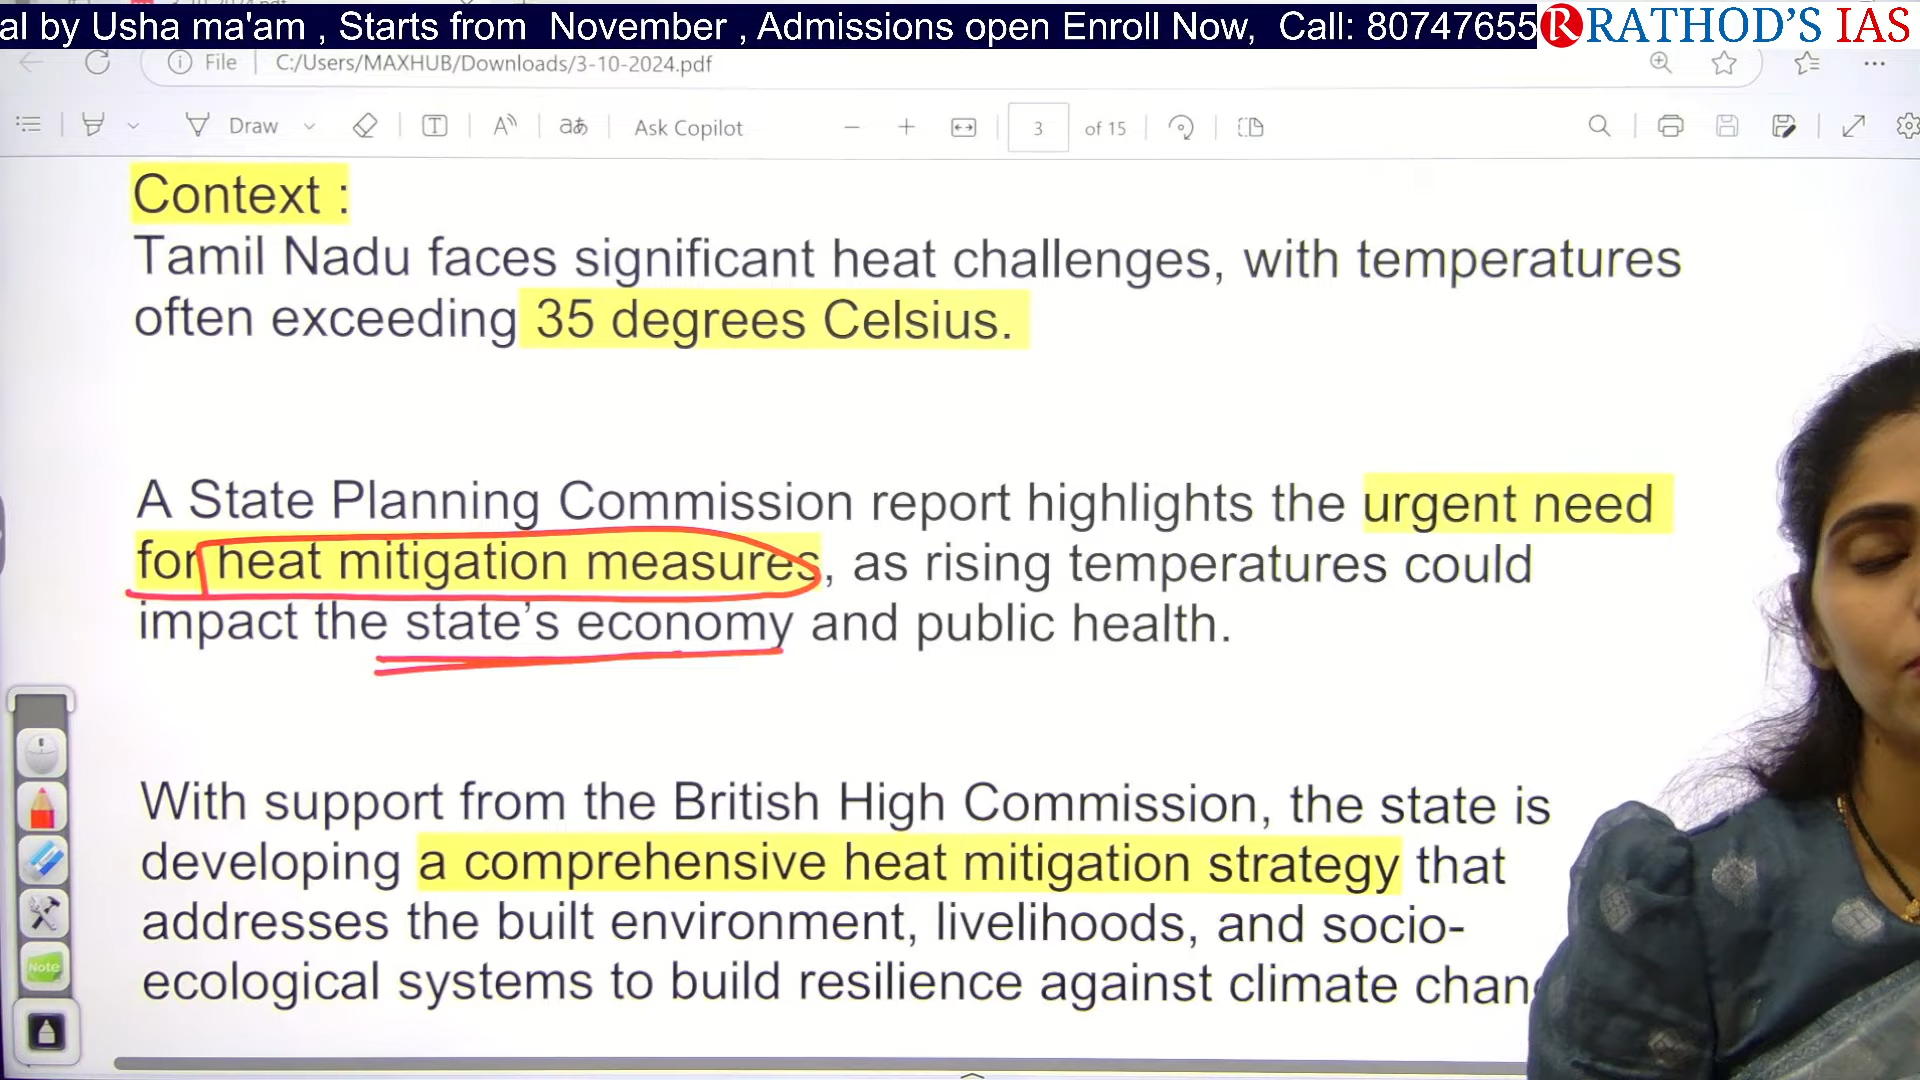 al by Usha ma'am , Starts from November , Admissions open Enroll Now, Call: 80747655
RATHOD'S IAS
File
C:/Users/MAXHUB/Downloads/3-10-2024.pdf
Draw
Ask Copilot
3 of 15
Context :
Tamil Nadu faces significant heat challenges, with temperatures
often exceeding 35 degrees Celsius.
A State Planning Commission report highlights the urgent need
for heat mitigation measures, as rising temperatures could
impact the state's economy and public health.
With support from the British High Commission, the state is
developing a comprehensive heat mitigation strategy that
addresses the built environment, livelihoods, and socio-
ecological systems to build resilience against climate chan
Note